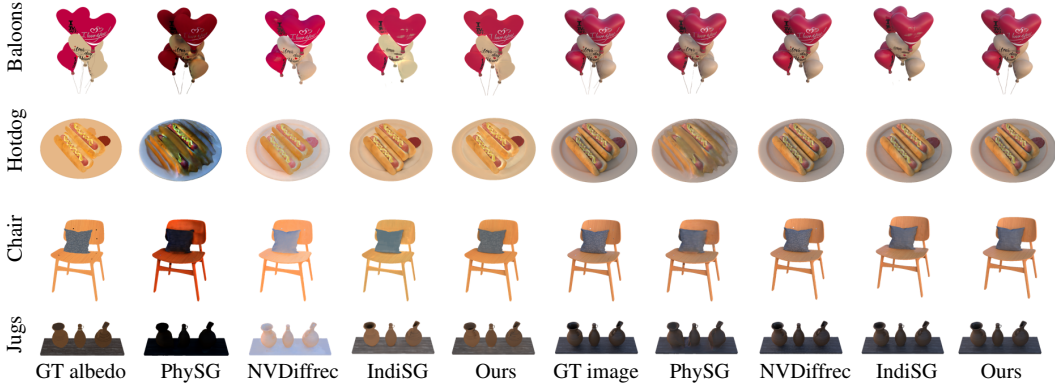 Baloons
Hotdog
Chair
Jugs
GT albedo PhySG NVDiffrec IndiSG Ours GT image PhySG NVDiffrec IndiSG Ours